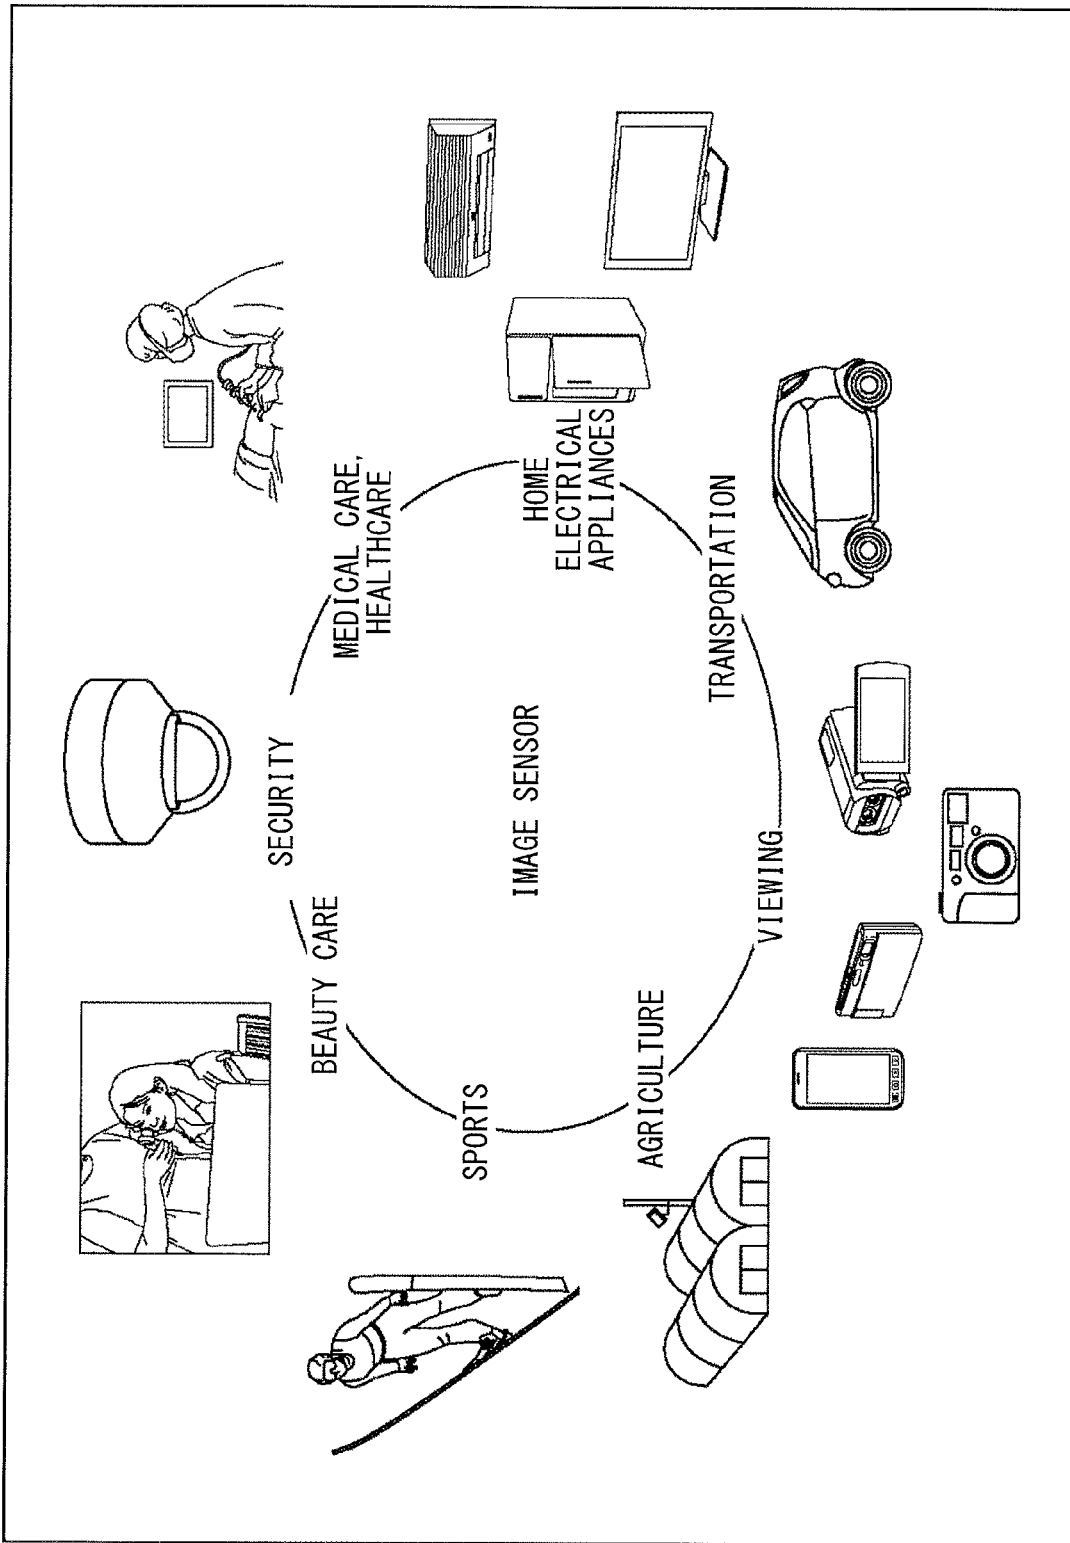 SECURITY
BEAUTY CARE
MEDICAL CARE,
HEALTHCARE
SPORTS
IMAGE SENSOR
HOME
ELECTRICAL
APPLIANCES
AGRICULTURE
TRANSPORTATION
VIEWING